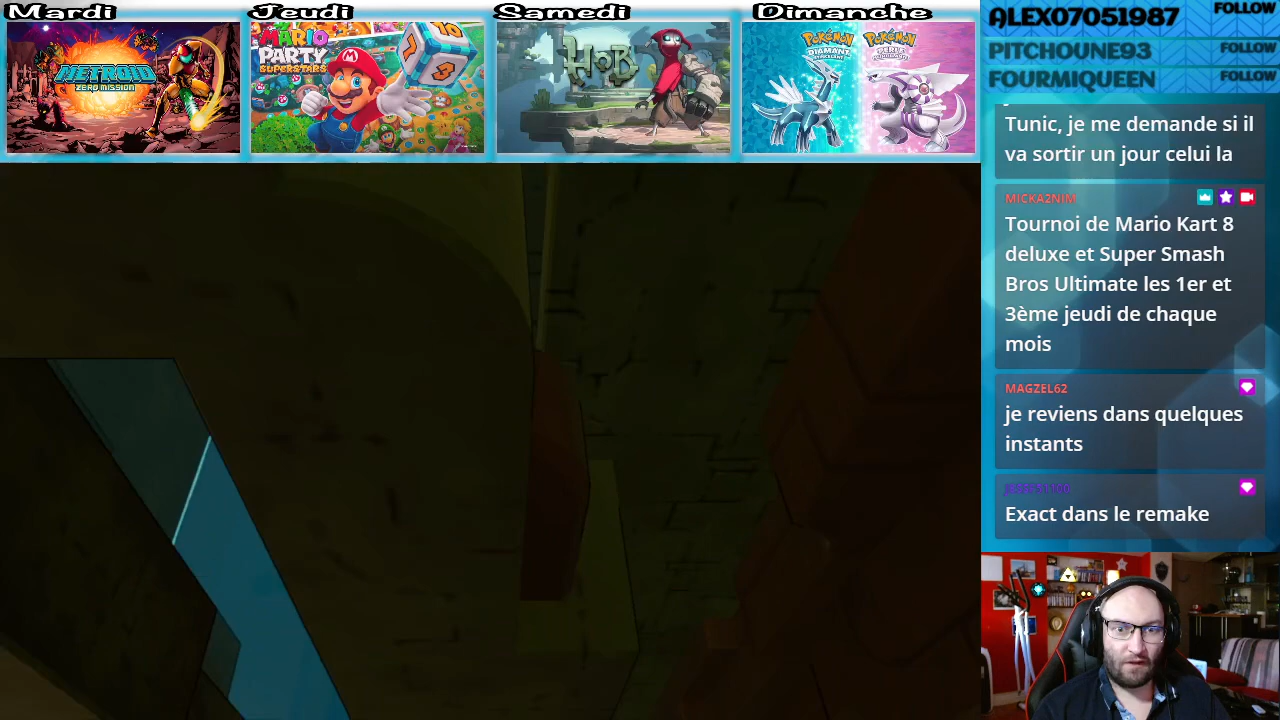 Mardi
Jeudi
Samedi
Dimanche
METROID
ZERO MISSION
MARIO
PARTY
SUPERSTARS
HOB
POKÉMON
DIAMANT
POKÉMON
PERLE
ALEX07051987 FOLLOW
PITCHOUNE93 FOLLOW
FOURMIQUEEN FOLLOW
Tunic, je me demande si il
va sortir un jour celui la
MICKA2NIM
Tournoi de Mario Kart 8
deluxe et Super Smash
Bros Ultimate les 1er et
3ème jeudi de chaque
mois
MAGZEL62
je reviens dans quelques
instants
Exact dans le remake